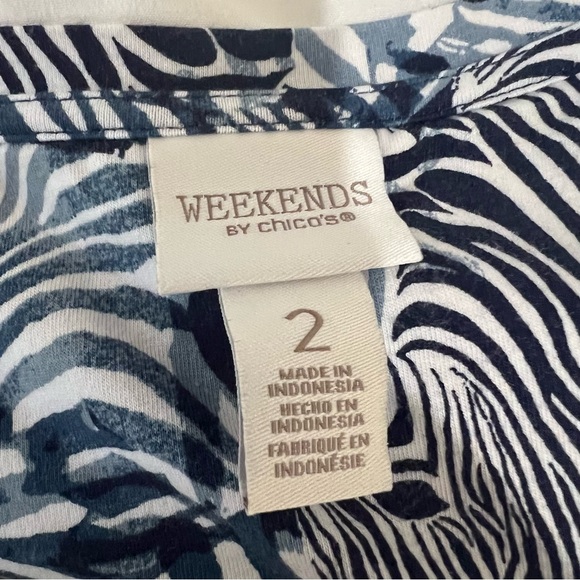 WEEKENDS
BY chico's®
2
MADE IN
INDONESIA
HECHO EN
INDONESIA
FABRIQUÉ EN
INDONÉSIE